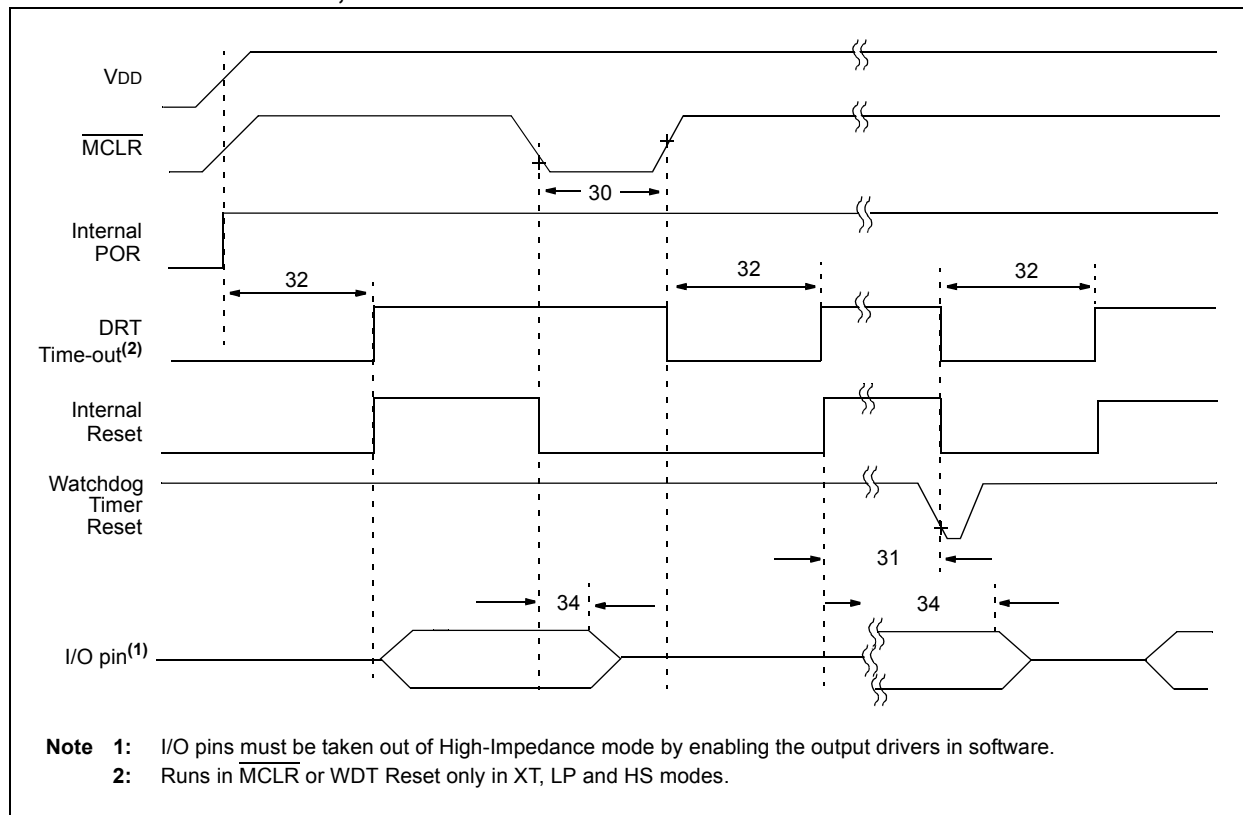 VDD
MCLR
30
Internal
POR
32
32
32
DRT
Time-out(2)
Internal
Reset
Watchdog
Timer
Reset
31
34
34
I/O pin(1)
Note 1: I/O pins must be taken out of High-Impedance mode by enabling the output drivers in software.
2: Runs in MCLR or WDT Reset only in XT, LP and HS modes.